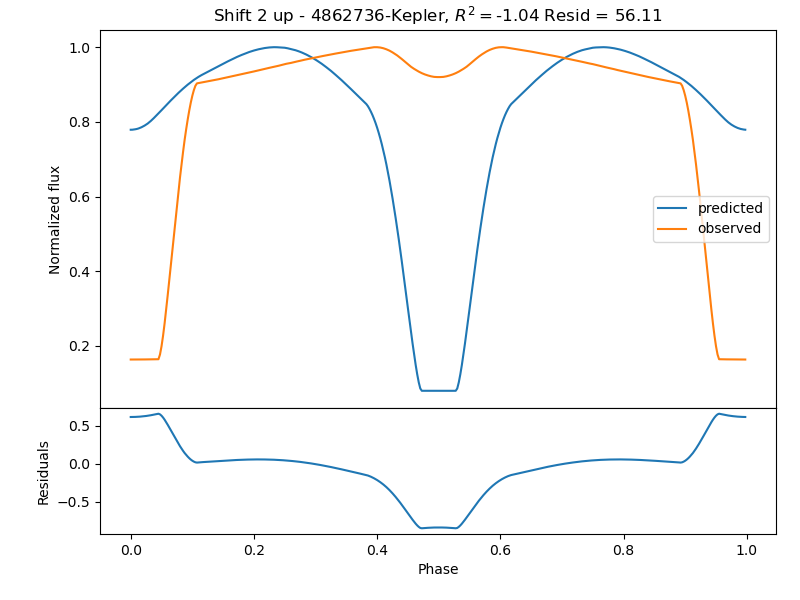 Shift 2 up - 4862736-Kepler, R² = -1.04 Resid = 56.11
Normalized flux
1.0
0.8
0.6
0.4
0.2
predicted
observed
Residuals
0.5
0.0
−0.5
0.0 0.2 0.4 0.6 0.8 1.0
Phase